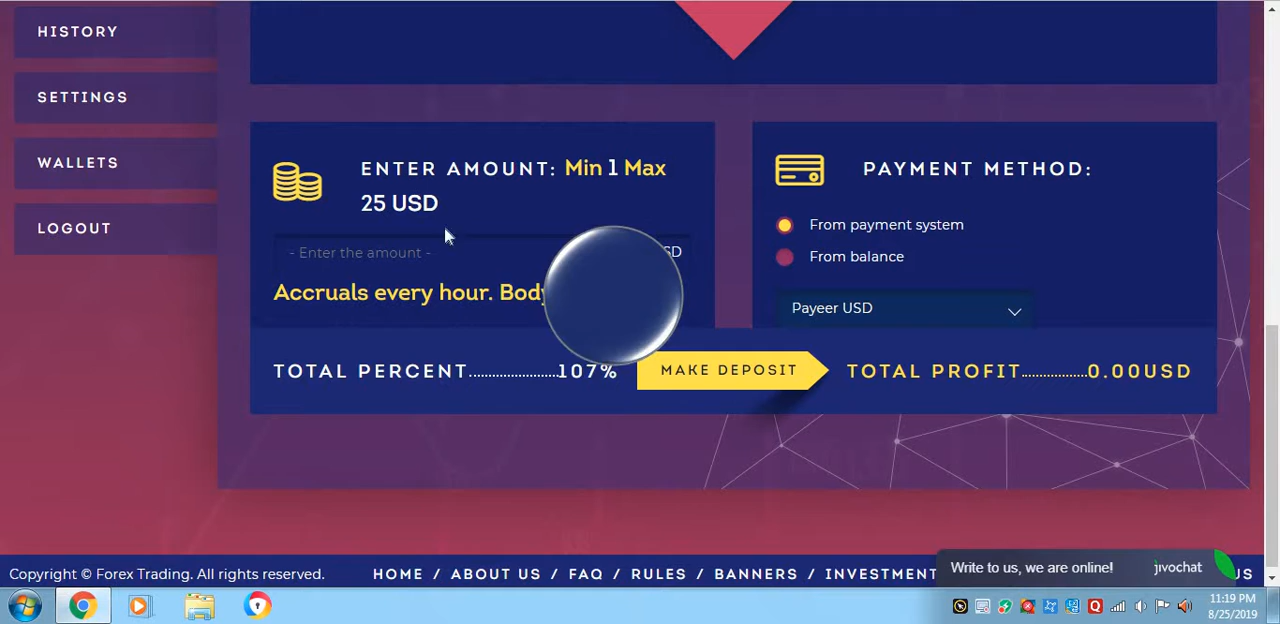 HISTORY
SETTINGS
WALLETS
LOGOUT
ENTER AMOUNT: Min 1 Max
25 USD
- Enter the amount -
Accruals every hour. Body
TOTAL PERCENT..................107%
MAKE DEPOSIT
PAYMENT METHOD:
From payment system
From balance
Payeer USD
TOTAL PROFIT.............0.00USD
Copyright © Forex Trading. All rights reserved.
HOME / ABOUT US / FAQ / RULES / BANNERS / INVESTMENT
Write to us, we are online! jivochat
11:19 PM
8/25/2019